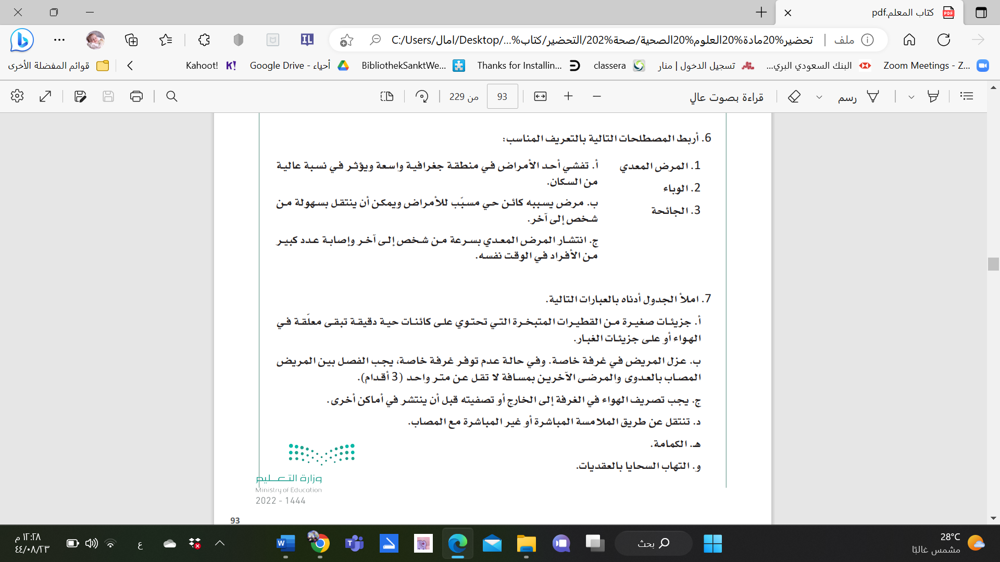 كتاب المعلم.pdf
ملف
C:/Users/امال/Desktop/...تحضير%20مادة%20العلوم%20الصحية/صحة%202/التحضير/كتاب%
Zoom Meetings - Z...
البنك السعودي البري...
تسجيل الدخول | منار
classera
Thanks for Installin...
BibliothekSanktWe...
أحياء - Google Drive
Kahoot!
قوائم المفضلة الأخرى
رسم
قراءة بصوت عالٍ
93
من 229
6. أربط المصطلحات التالية بالتعريف المناسب:
1. المرض المعدي
2. الوباء
3. الجائحة
أ. تفشي أحد الأمراض في منطقة جغرافية واسعة ويؤثر في نسبة عالية
من السكان.
ب. مرض يسببه كائن حي مسبّب للأمراض ويمكن أن ينتقل بسهولة من
شخص إلى آخر.
ج. انتشار المرض المعدي بسرعة من شخص إلى آخر وإصابة عدد كبير
من الأفراد في الوقت نفسه.
7. املأ الجدول أدناه بالعبارات التالية.
أ. جزيئات صغيرة من القطيرات المتبخرة التي تحتوي على كائنات حية دقيقة تبقى معلّقة في
الهواء أو على جزيئات الغبار.
ب. عزل المريض في غرفة خاصة. وفي حالة عدم توفر غرفة خاصة، يجب الفصل بين المريض
المصاب بالعدوى والمرضى الآخرين بمسافة لا تقل عن متر واحد (3 أقدام).
ج. يجب تصريف الهواء في الغرفة إلى الخارج أو تصفيته قبل أن ينتشر في أماكن أخرى.
د. تنتقل عن طريق الملامسة المباشرة أو غير المباشرة مع المصاب.
هـ. الكمامة.
و. التهاب السحايا بالعقديات.
وزارة التعليم
Ministry of Education
2022 - 1444
93
28°C
مشمس غالبًا
بحث
ع
١٢:٢٨ م
٤٤/٠٨/٢٣